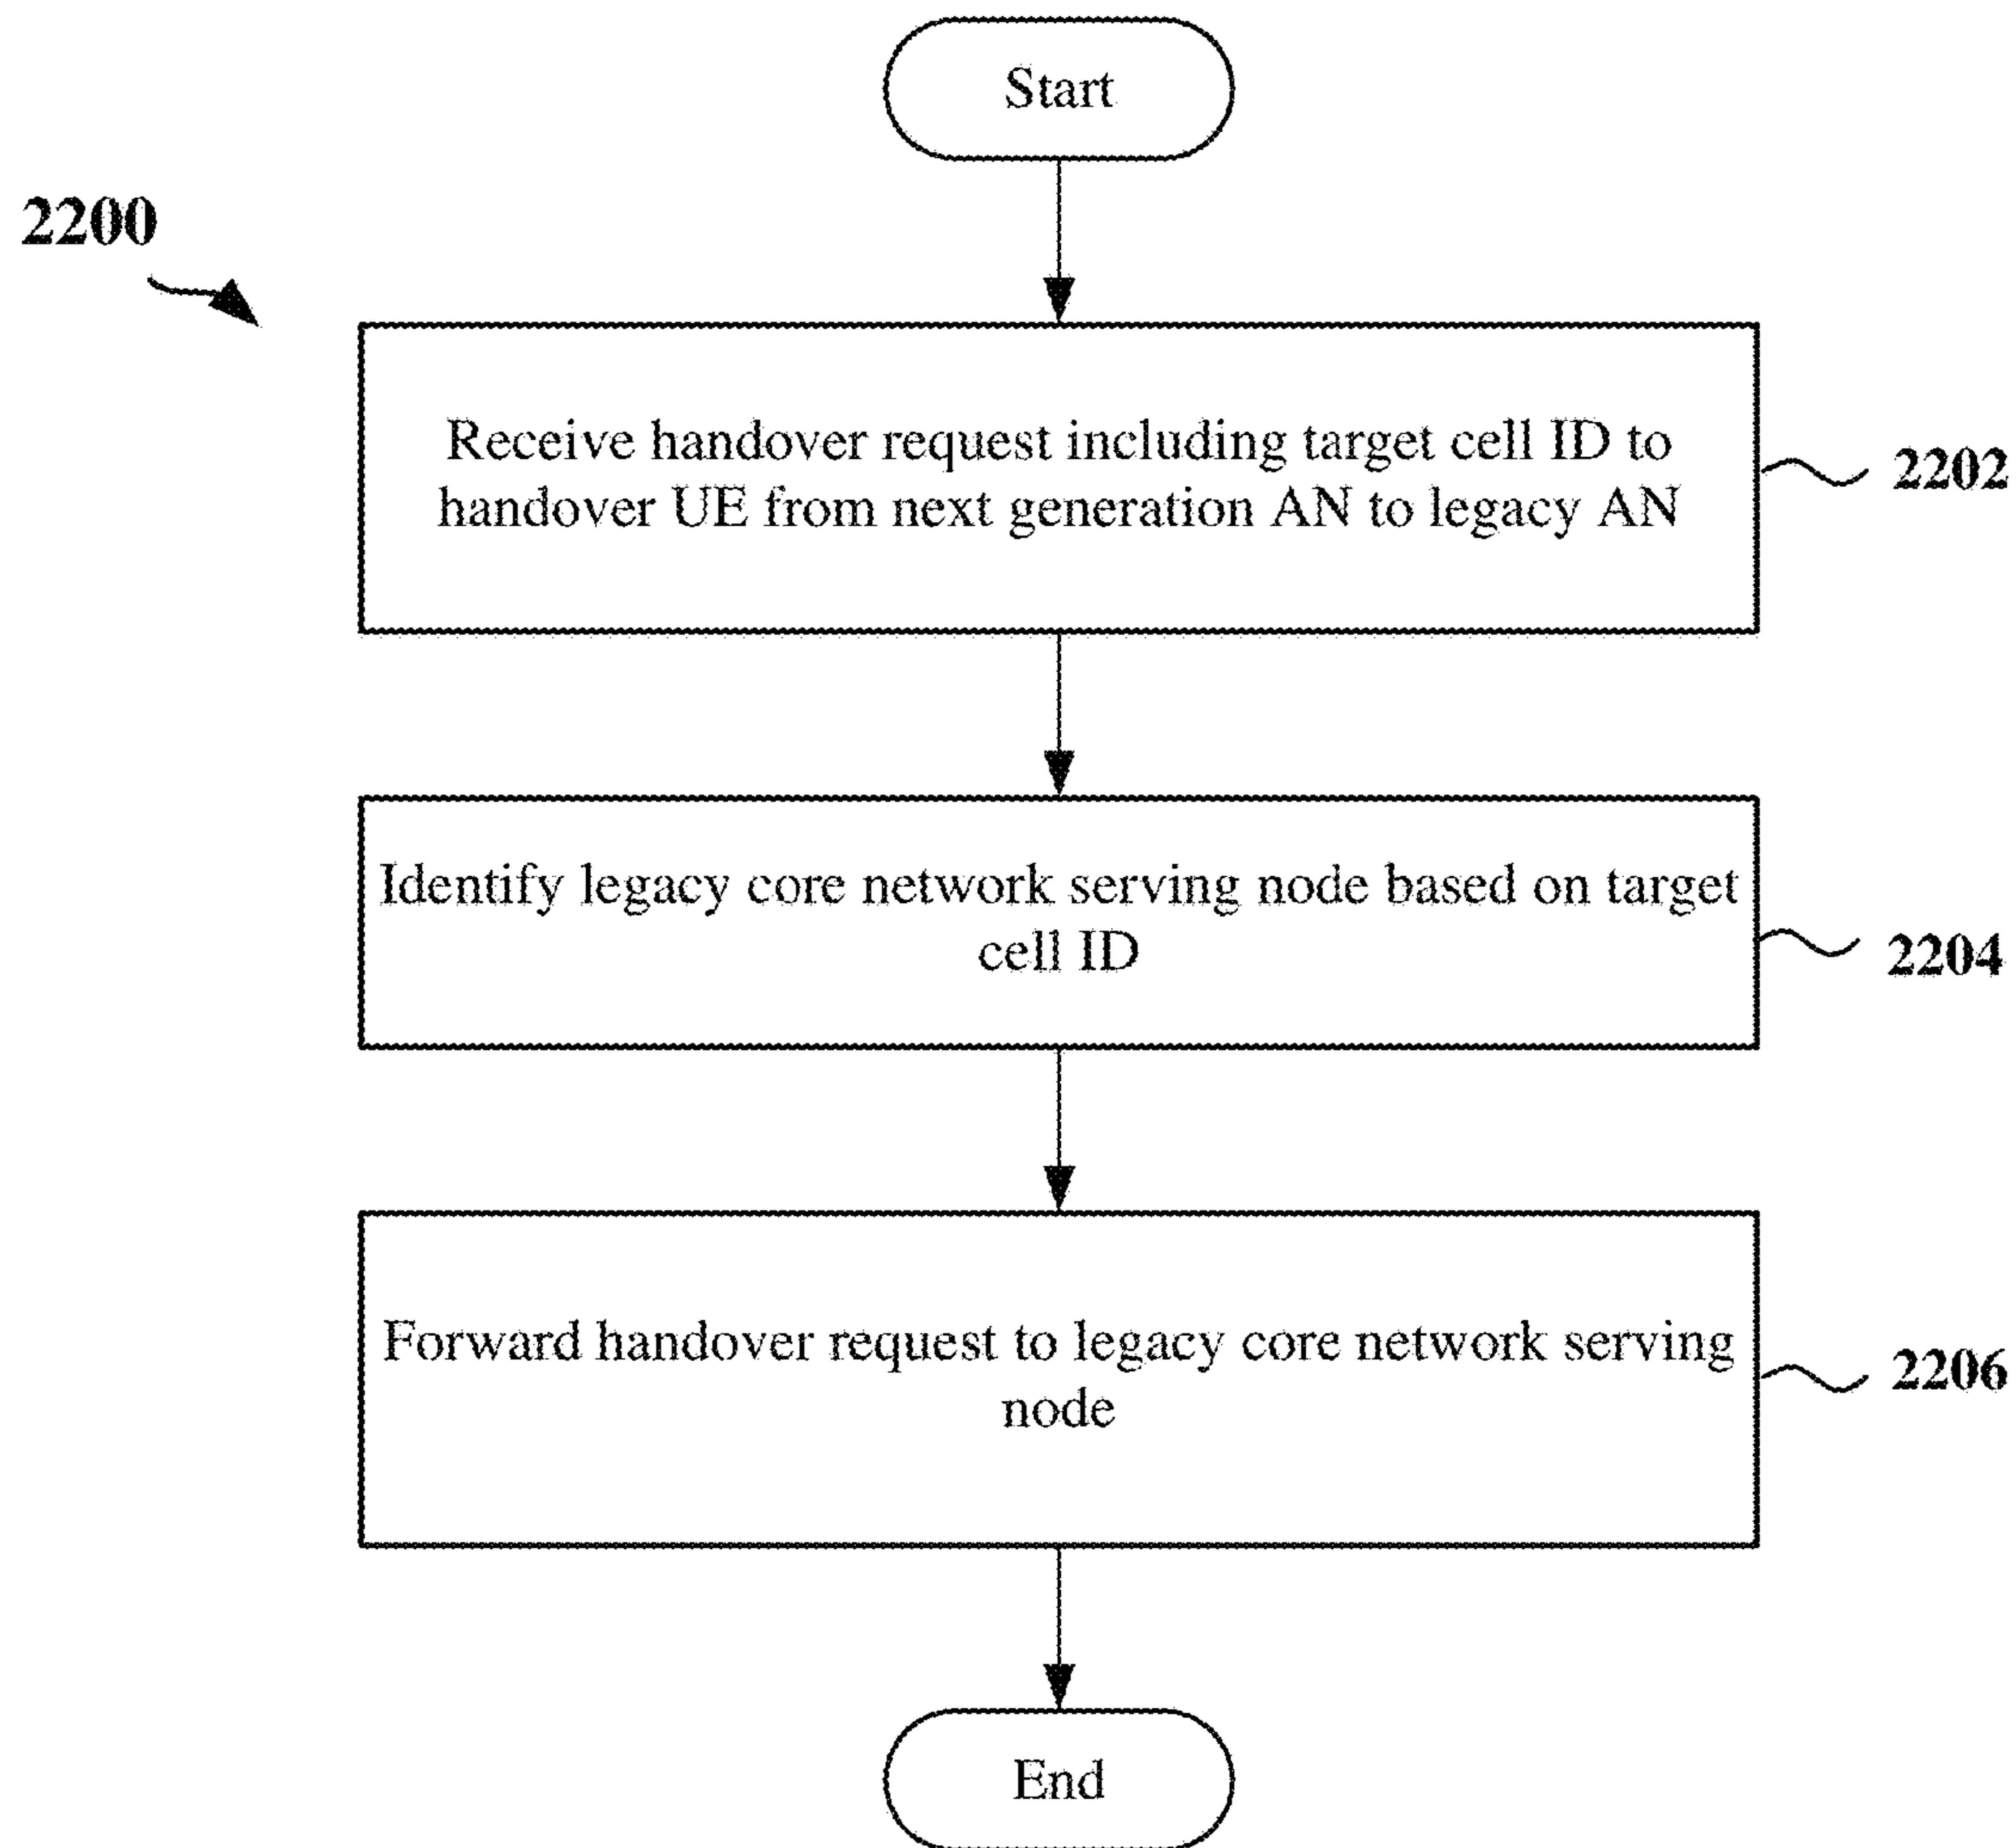 Start
2200
Receive handover request including target cell ID to
handover UE from next generation AN to legacy AN
2202
Identify legacy core network serving node based on target
cell ID
2204
Forward handover request to legacy core network serving
node
2206
End